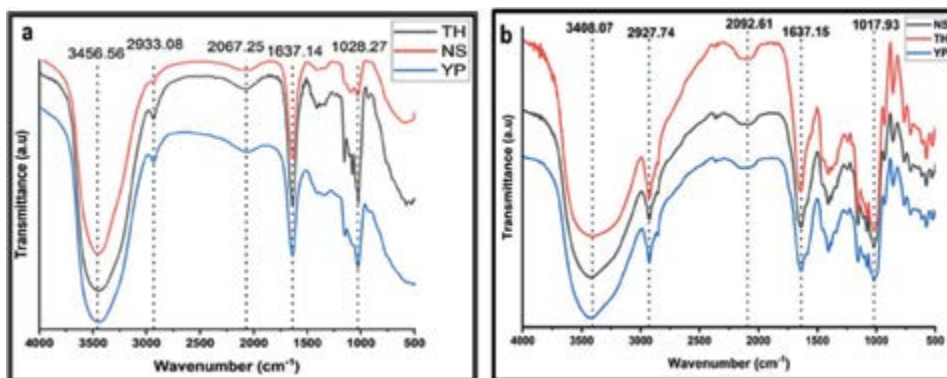 a
3456.56 2933.08 2067.25 1637.14 1028.27
TH
NS
YP
Transmittance (a.u)
4000 3500 3000 2500 2000 1500 1000 500
Wavenumber (cm⁻¹)
b
3408.07 2927.74 2092.61 1637.15 1017.93
NS
TH
YP
Transmittance (a.u)
4000 3500 3000 2500 2000 1500 1000 500
Wavenumber (cm⁻¹)